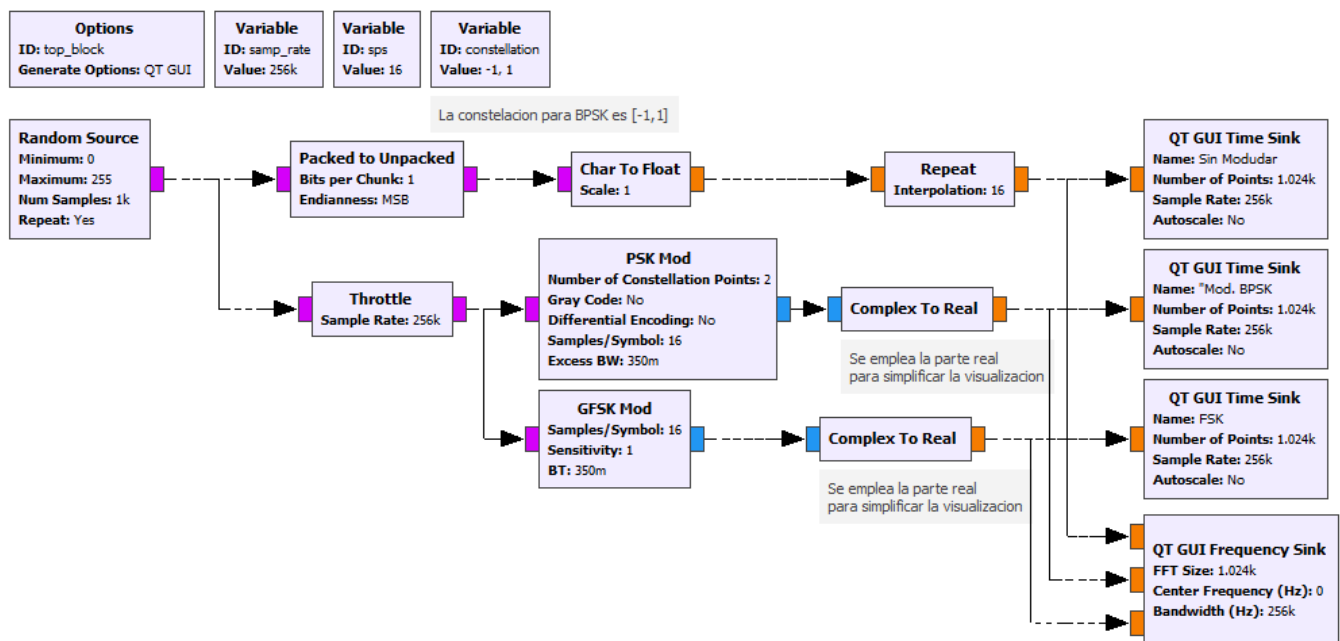 Options
ID: top_block
Generate Options: QT GUI
Variable
ID: samp_rate
Value: 256k
Variable
ID: sps
Value: 16
Variable
ID: constellation
Value: -1, 1
La constelacion para BPSK es [-1,1]
Random Source
Minimum: 0
Maximum: 255
Num Samples: 1k
Repeat: Yes
Packed to Unpacked
Bits per Chunk: 1
Endianness: MSB
Char To Float
Scale: 1
Repeat
Interpolation: 16
QT GUI Time Sink
Name: Sin Modudar
Number of Points: 1.024k
Sample Rate: 256k
Autoscale: No
Throttle
Sample Rate: 256k
PSK Mod
Number of Constellation Points: 2
Gray Code: No
Differential Encoding: No
Samples/Symbol: 16
Excess BW: 350m
Complex To Real
Se emplea la parte real
para simplificar la visualizacion
QT GUI Time Sink
Name: "Mod. BPSK
Number of Points: 1.024k
Sample Rate: 256k
Autoscale: No
GFSK Mod
Samples/Symbol: 16
Sensitivity: 1
BT: 350m
Complex To Real
Se emplea la parte real
para simplificar la visualizacion
QT GUI Time Sink
Name: FSK
Number of Points: 1.024k
Sample Rate: 256k
Autoscale: No
QT GUI Frequency Sink
FFT Size: 1.024k
Center Frequency (Hz): 0
Bandwidth (Hz): 256k